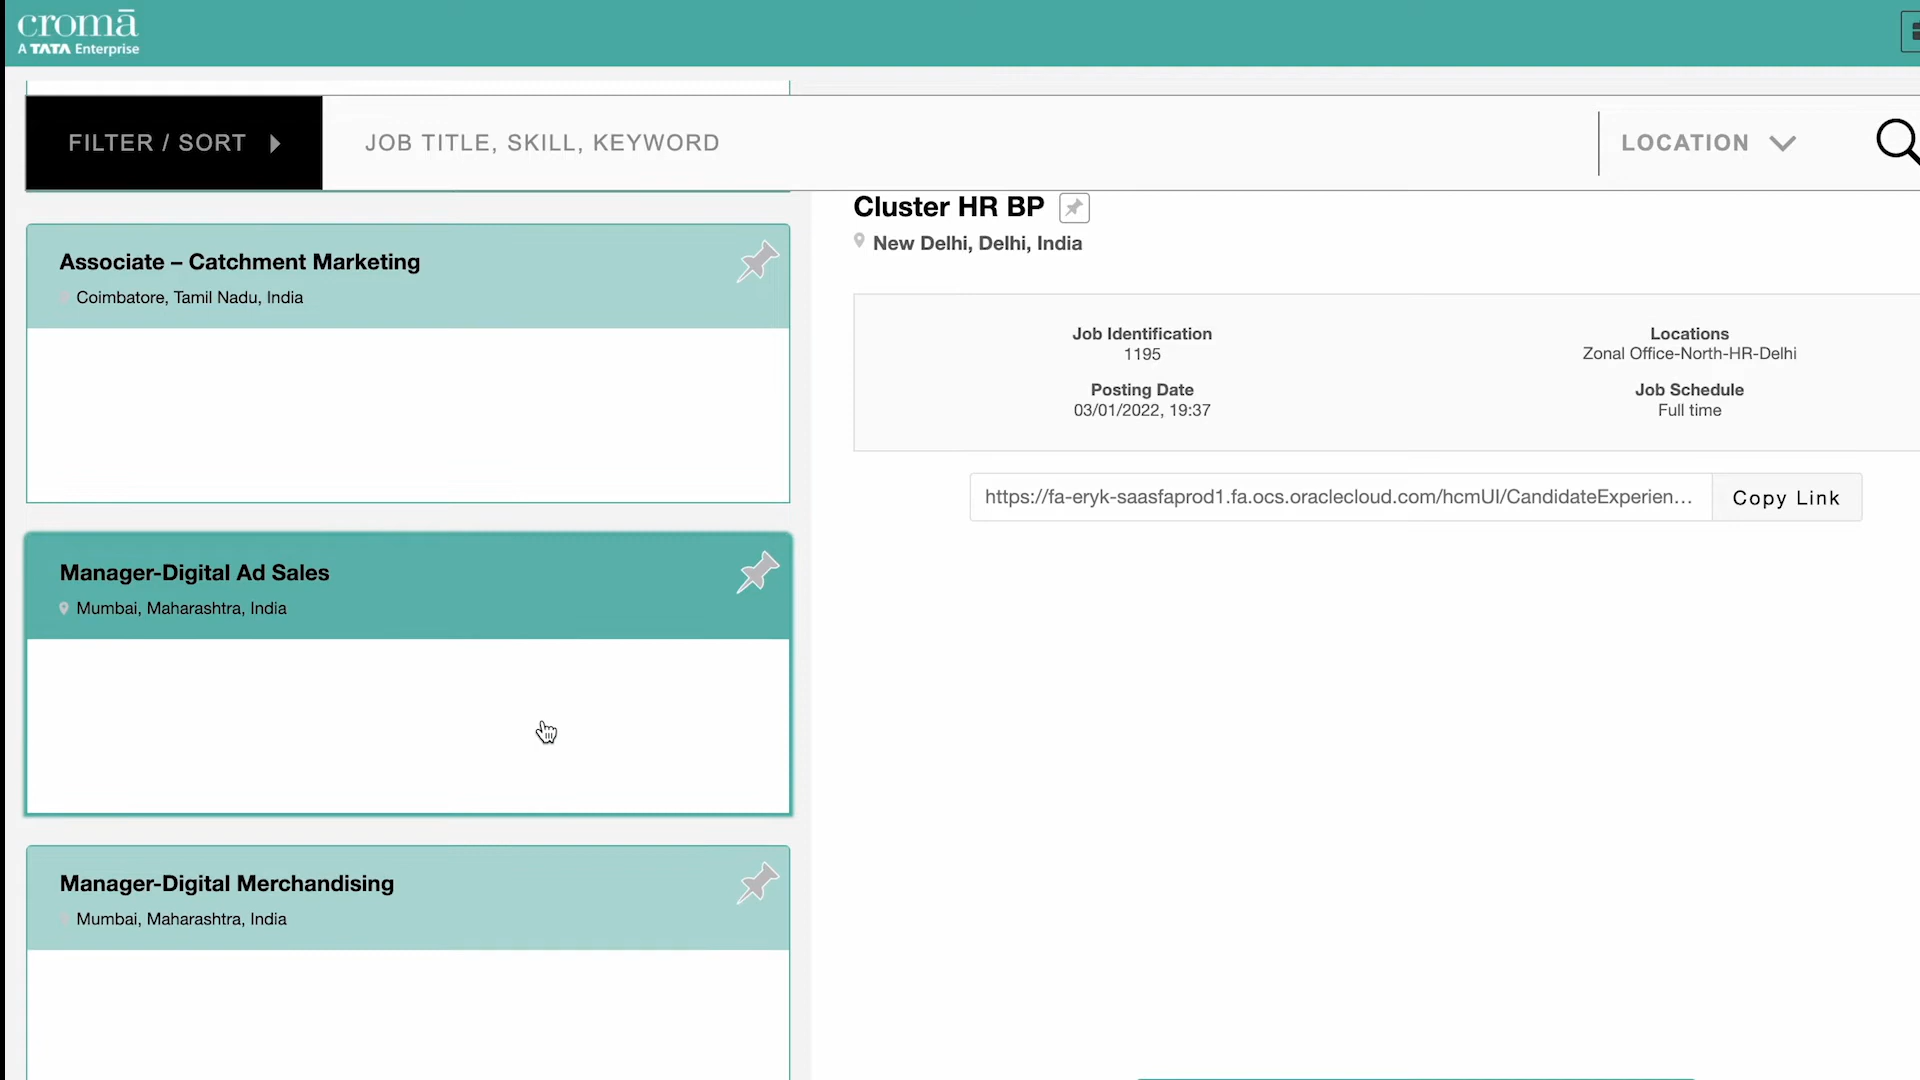 cromā
A TATA Enterprise
FILTER / SORT
JOB TITLE, SKILL, KEYWORD
LOCATION
Associate – Catchment Marketing
Coimbatore, Tamil Nadu, India
Manager-Digital Ad Sales
Mumbai, Maharashtra, India
Manager-Digital Merchandising
Mumbai, Maharashtra, India
Cluster HR BP
New Delhi, Delhi, India
Job Identification
1195
Locations
Zonal Office-North-HR-Delhi
Posting Date
03/01/2022, 19:37
Job Schedule
Full time
https://fa-eryk-saasfaprod1.fa.ocs.oraclecloud.com/hcmUI/CandidateExperien...
Copy Link